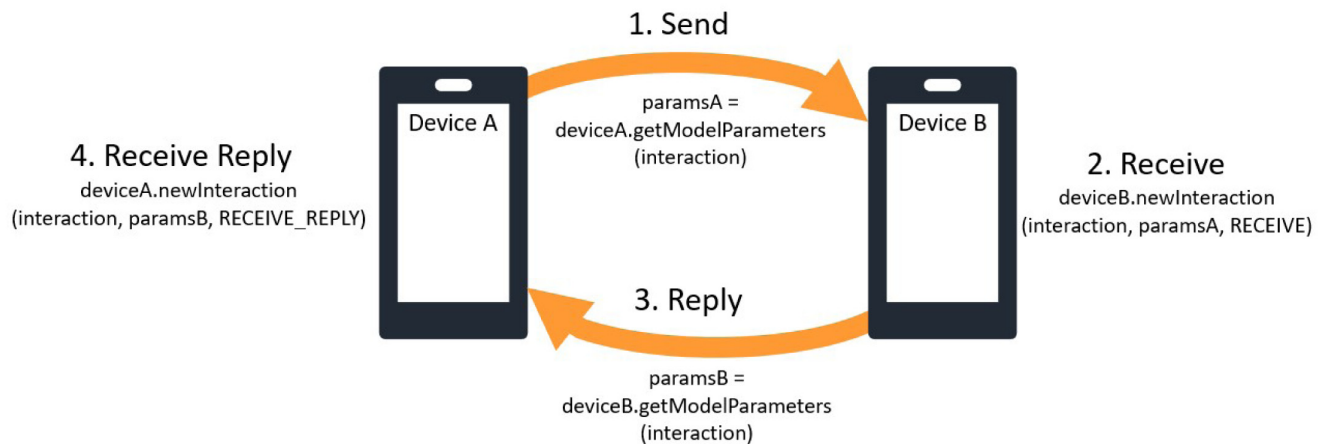 1. Send
paramsA =
deviceA.getModelParameters
(interaction)
Device A
Device B
4. Receive Reply
deviceA.newInteraction
(interaction, paramsB, RECEIVE_REPLY)
2. Receive
deviceB.newInteraction
(interaction, paramsA, RECEIVE)
3. Reply
paramsB =
deviceB.getModelParameters
(interaction)